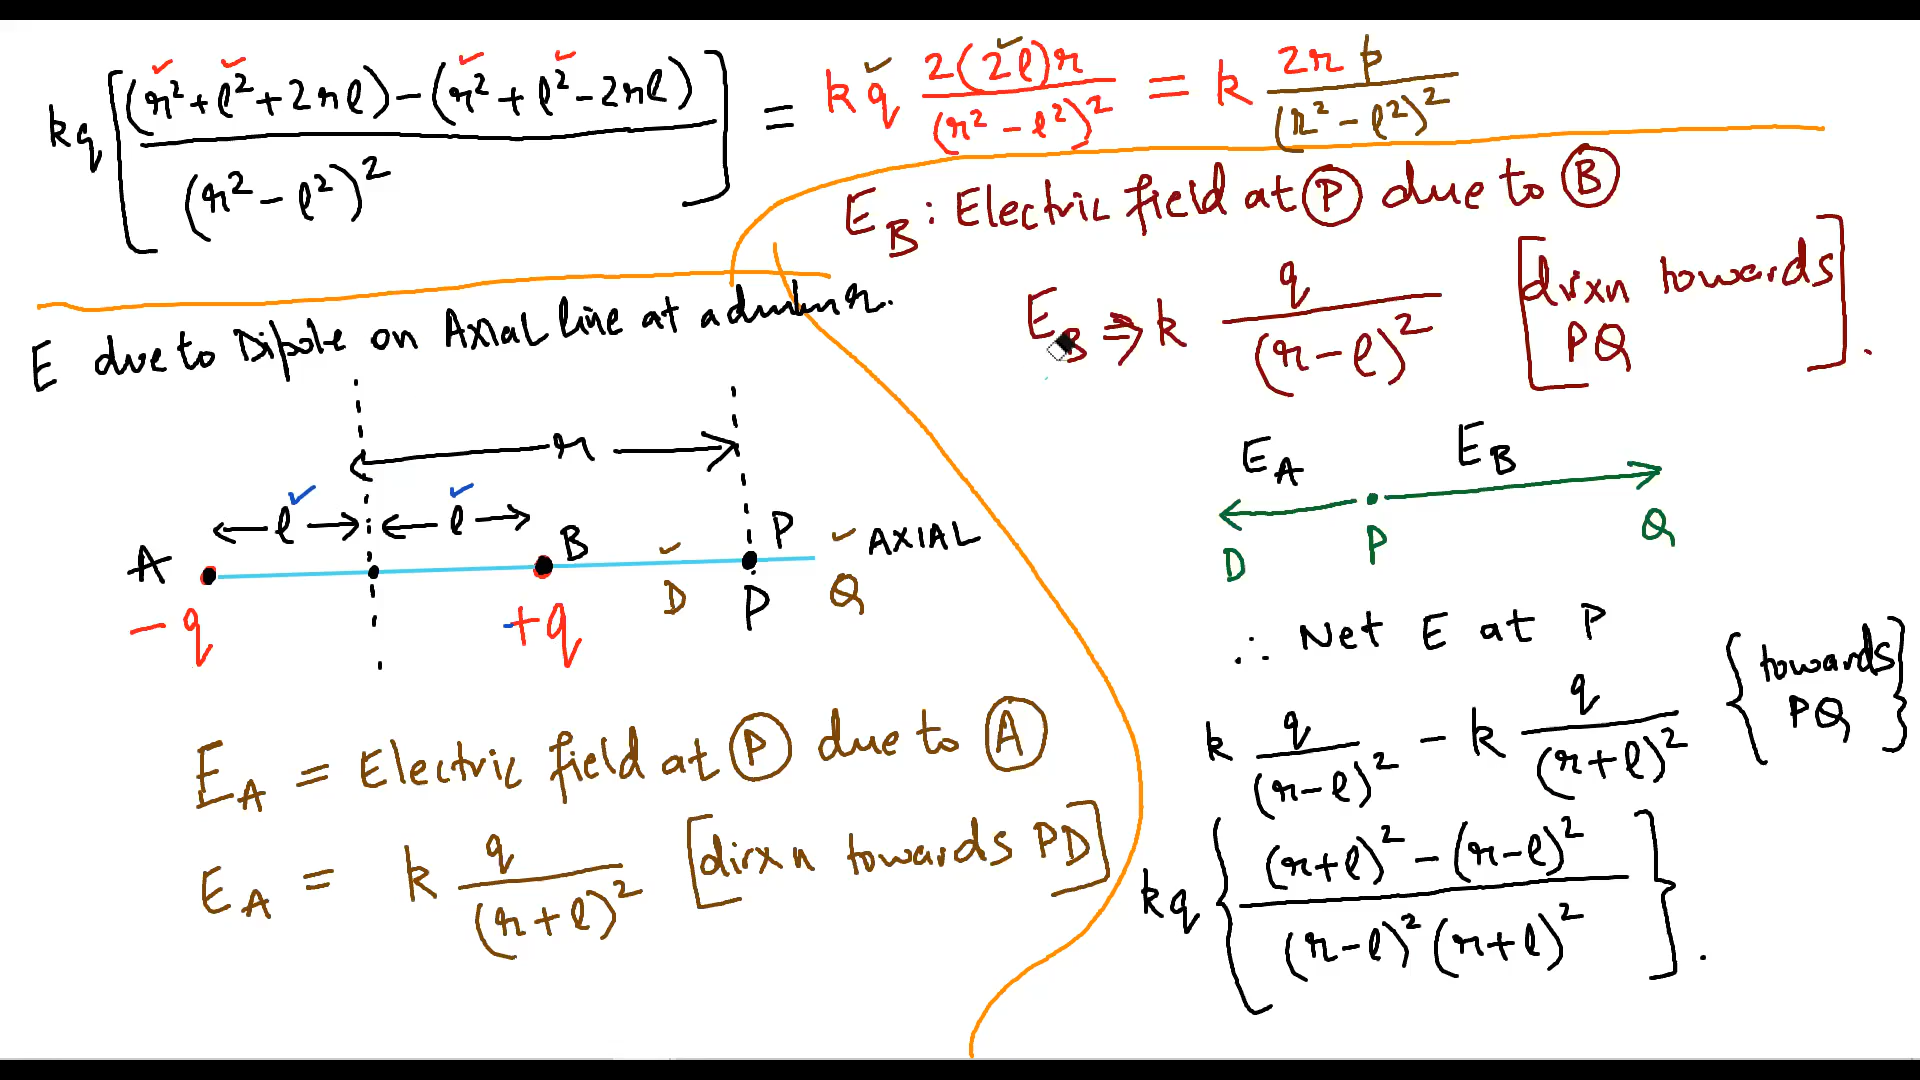 kq [ (r²+l²+2rl) - (r²+l²-2rl) / (r²-l²)² ] = kq 2(2l)r / (r²-l²)² = k 2rp / (r²-l²)²
E due to Dipole on Axial line at a
r
l l
A B P AXIAL
-q +q D P Q
E_A = Electric field at P due to A
E_A = k q / (r+l)² [dirxn towards PD]
E_B : Electric field at P due to B
E_B ⇒ k q / (r-l)² [dirxn towards PQ].
E_A E_B
D P Q
∴ Net E at P
k q / (r-l)² - k q / (r+l)² {towards PQ}
kq { (r+l)² - (r-l)² / (r-l)² (r+l)² }.